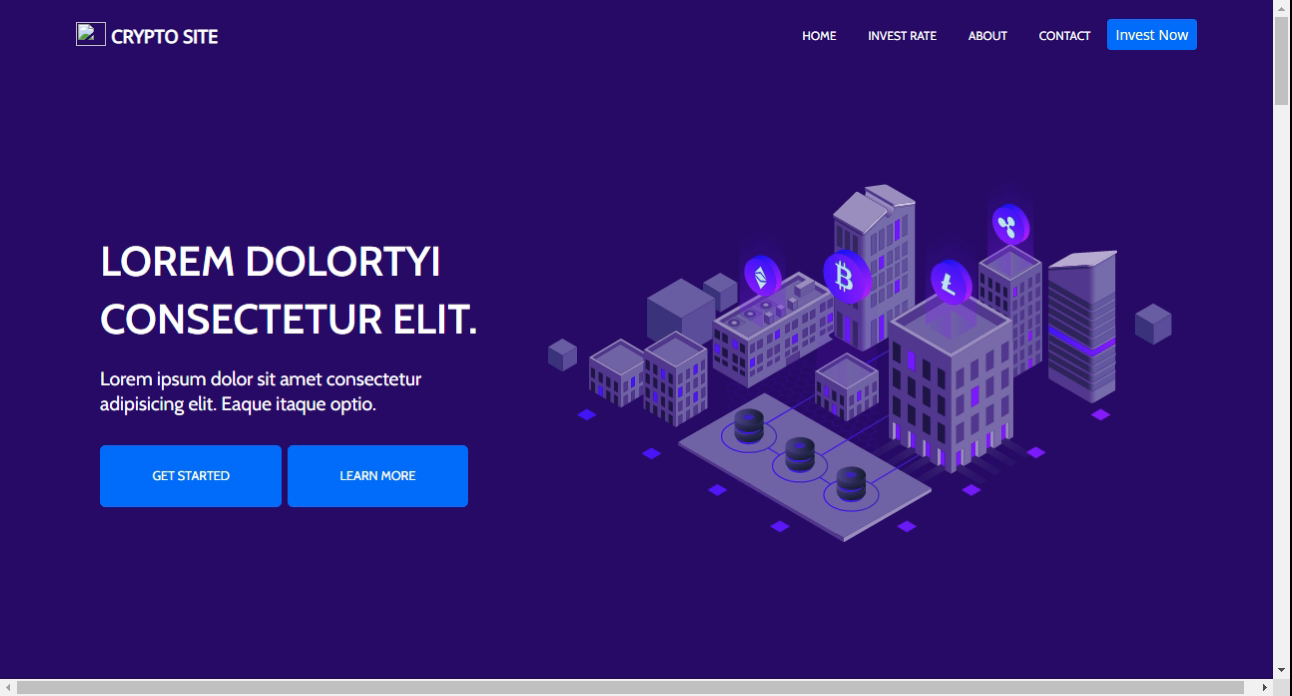 CRYPTO SITE
HOME
INVEST RATE
ABOUT
CONTACT
Invest Now
LOREM DOLORTYI
CONSECTETUR ELIT.
Lorem ipsum dolor sit amet consectetur
adipisicing elit. Eaque itaque optio.
GET STARTED
LEARN MORE